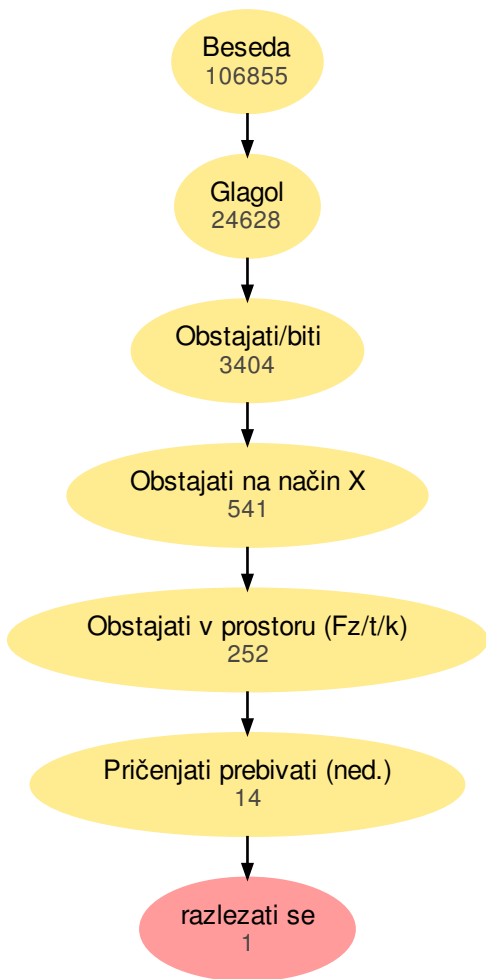 Beseda
106855
Glagol
24628
Obstajati/biti
3404
Obstajati na način X
541
Obstajati v prostoru (Fz/t/k)
252
Pričenjati prebivati (ned.)
14
razlezati se
1